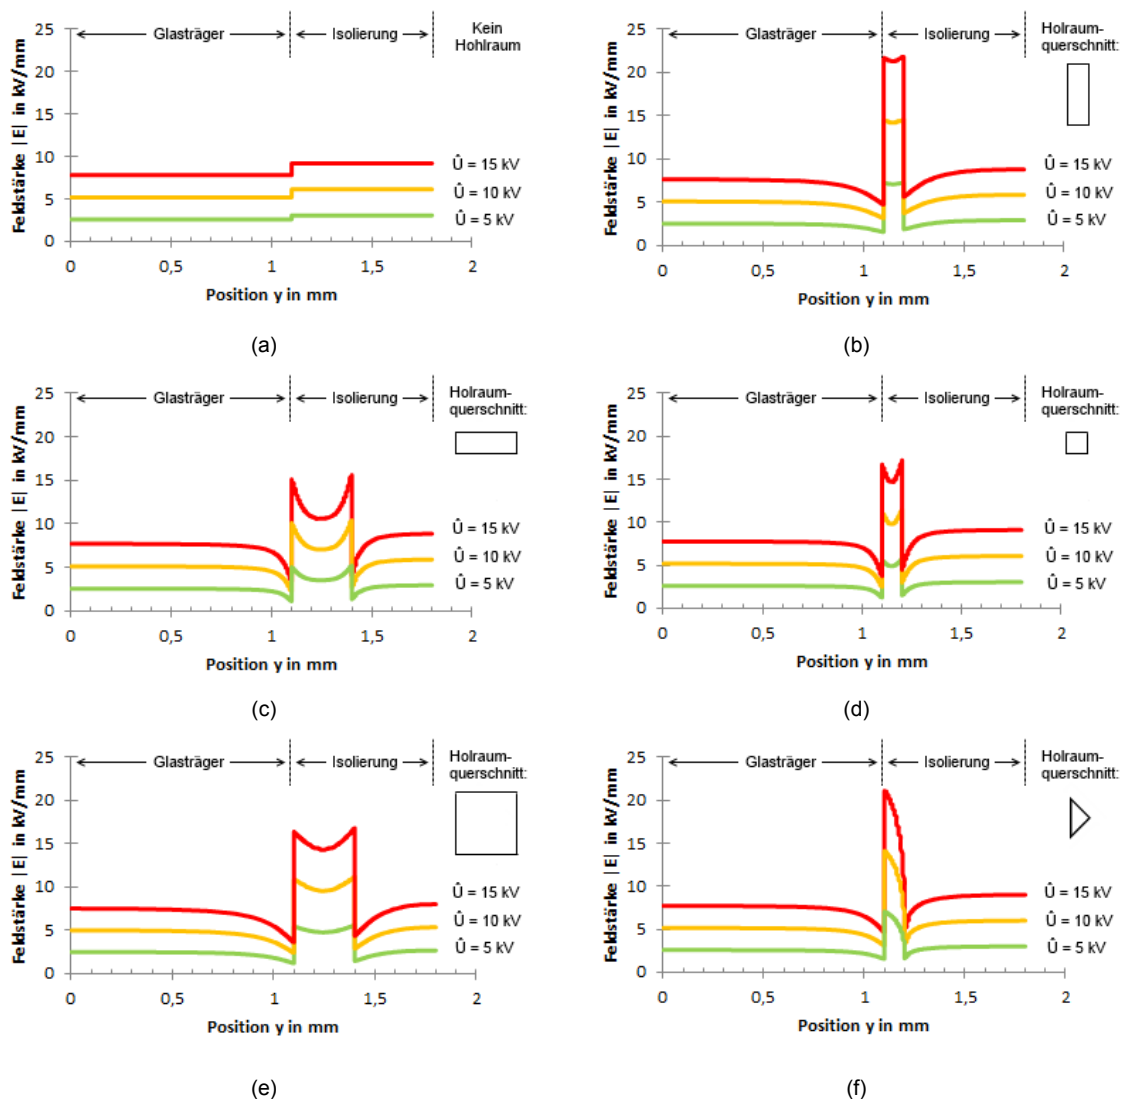 25
20
15
10
5
0
Feldstärke |E| in kV/mm
Glasträger
Isolierung
Kein
Hohlraum
Û = 15 kV
Û = 10 kV
Û = 5 kV
0 0,5 1 1,5 2
Position y in mm
(a)
25
20
15
10
5
0
Feldstärke |E| in kV/mm
Glasträger
Isolierung
Holraum-
querschnitt:
Û = 15 kV
Û = 10 kV
Û = 5 kV
0 0,5 1 1,5 2
Position y in mm
(b)
25
20
15
10
5
0
Feldstärke |E| in kV/mm
Glasträger
Isolierung
Holraum-
querschnitt:
Û = 15 kV
Û = 10 kV
Û = 5 kV
0 0,5 1 1,5 2
Position y in mm
(c)
25
20
15
10
5
0
Feldstärke |E| in kV/mm
Glasträger
Isolierung
Holraum-
querschnitt:
Û = 15 kV
Û = 10 kV
Û = 5 kV
0 0,5 1 1,5 2
Position y in mm
(d)
25
20
15
10
5
0
Feldstärke |E| in kV/mm
Glasträger
Isolierung
Holraum-
querschnitt:
Û = 15 kV
Û = 10 kV
Û = 5 kV
0 0,5 1 1,5 2
Position y in mm
(e)
25
20
15
10
5
0
Feldstärke |E| in kV/mm
Glasträger
Isolierung
Holraum-
querschnitt:
Û = 15 kV
Û = 10 kV
Û = 5 kV
0 0,5 1 1,5 2
Position y in mm
(f)